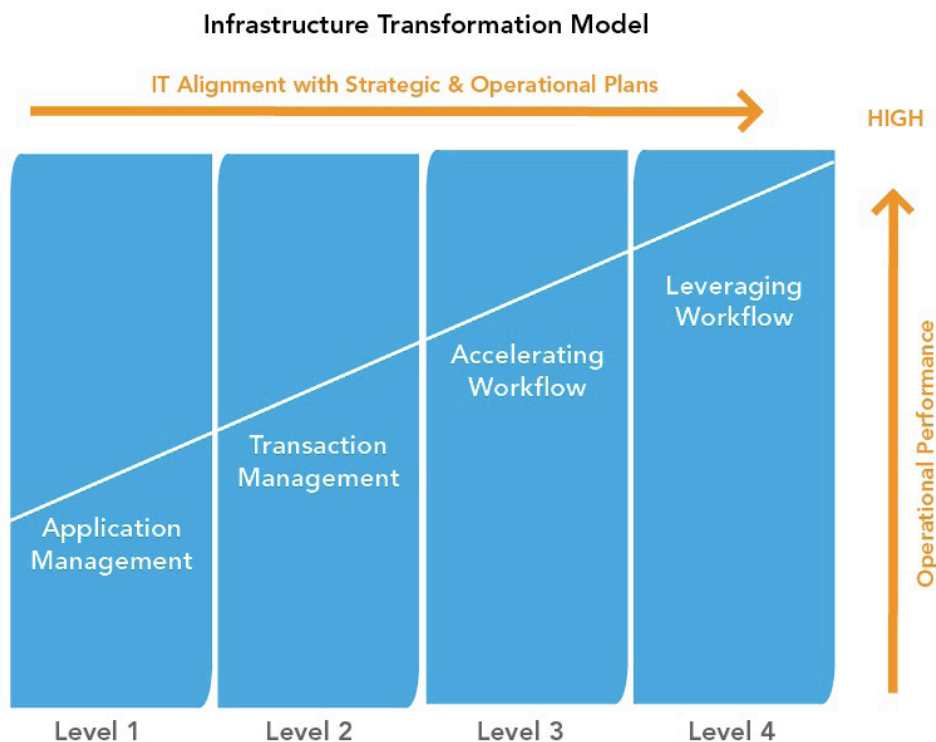 Infrastructure Transformation Model
IT Alignment with Strategic & Operational Plans
HIGH
Leveraging
Workflow
Accelerating
Workflow
Transaction
Management
Application
Management
Operational Performance
Level 1
Level 2
Level 3
Level 4